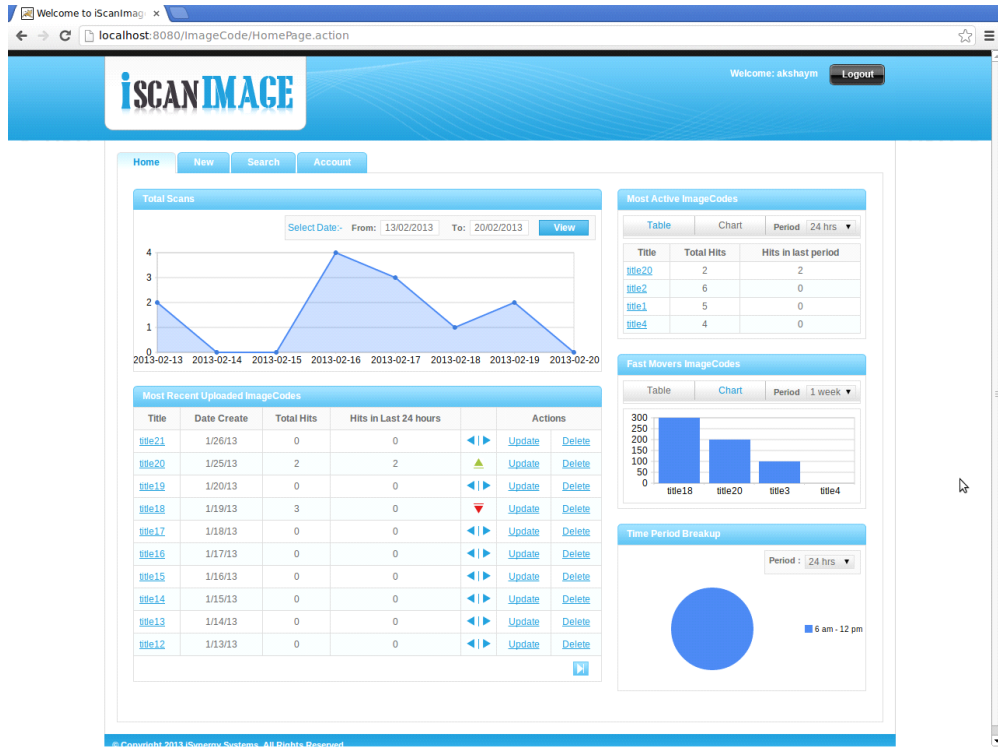 Welcome to iScanImag
localhost:8080/ImageCode/HomePage.action
iSCANIMAGE
Welcome: akshaym Logout
Home New Search Account
Total Scans
Select Date:- From: 13/02/2013 To: 20/02/2013 View
4
3
2
1
0
2013-02-13 2013-02-14 2013-02-15 2013-02-16 2013-02-17 2013-02-18 2013-02-19 2013-02-20
Most Recent Uploaded ImageCodes
Title Date Create Total Hits Hits in Last 24 hours Actions
title21 1/26/13 0 0 Update Delete
title20 1/25/13 2 2 Update Delete
title19 1/20/13 0 0 Update Delete
title18 1/19/13 3 0 Update Delete
title17 1/18/13 0 0 Update Delete
title16 1/17/13 0 0 Update Delete
title15 1/16/13 0 0 Update Delete
title14 1/15/13 0 0 Update Delete
title13 1/14/13 0 0 Update Delete
title12 1/13/13 0 0 Update Delete
Most Active ImageCodes
Table Chart Period 24 hrs
Title Total Hits Hits in last period
title20 2 2
title2 6 0
title1 5 0
title4 4 0
Fast Movers ImageCodes
Table Chart Period 1 week
300
250
200
150
100
50
0
title18 title20 title3 title4
Time Period Breakup
Period : 24 hrs
6 am - 12 pm
© Copyright 2013 iSynergy Systems. All Rights Reserved